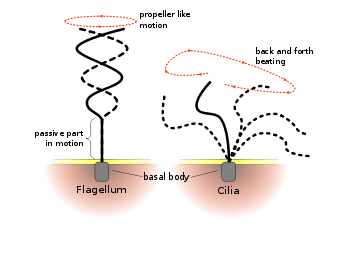 propeller like
motion
back and forth
beating
passive part
in motion
basal body
Flagellum
Cilia